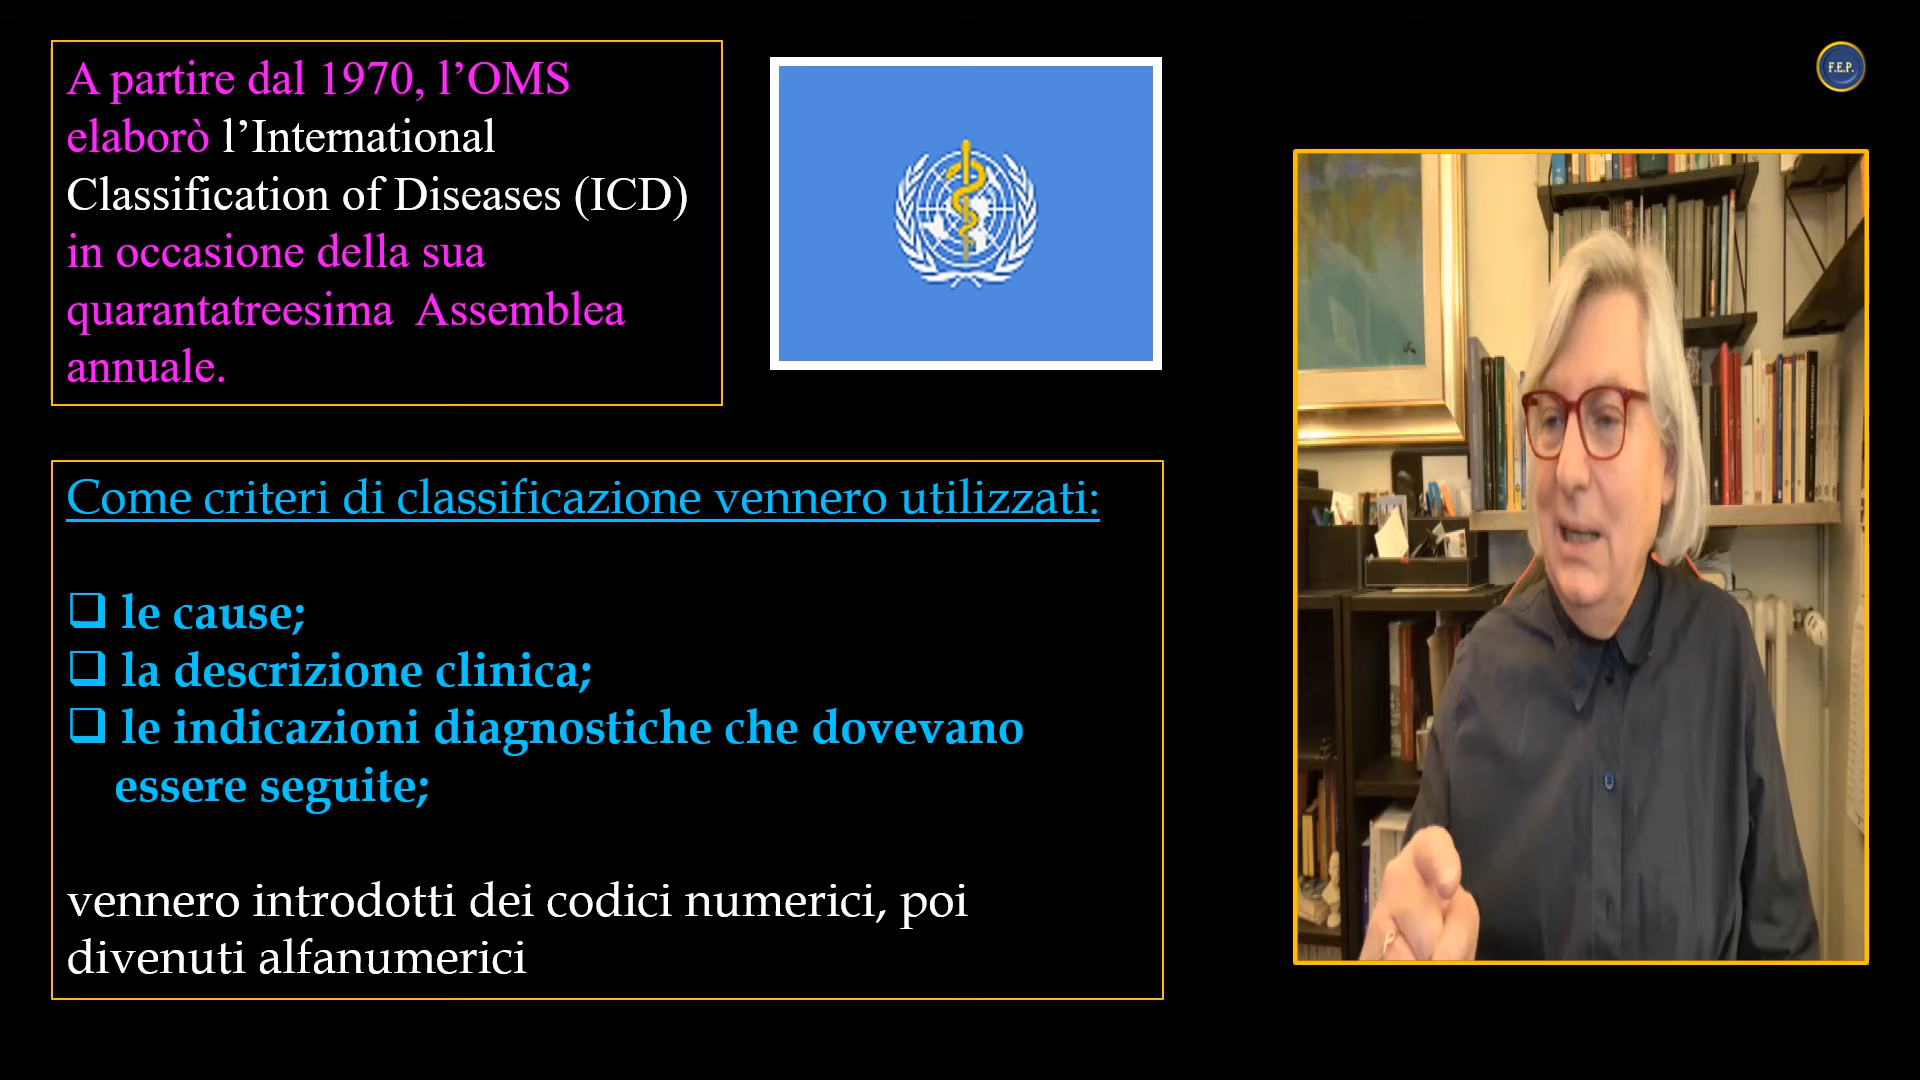 A partire dal 1970, l’OMS
elaborò l’International
Classification of Diseases (ICD)
in occasione della sua
quarantatreesima Assemblea
annuale.
F.E.P.
Come criteri di classificazione vennero utilizzati:
❑ le cause;
❑ la descrizione clinica;
❑ le indicazioni diagnostiche che dovevano
essere seguite;
vennero introdotti dei codici numerici, poi
divenuti alfanumerici